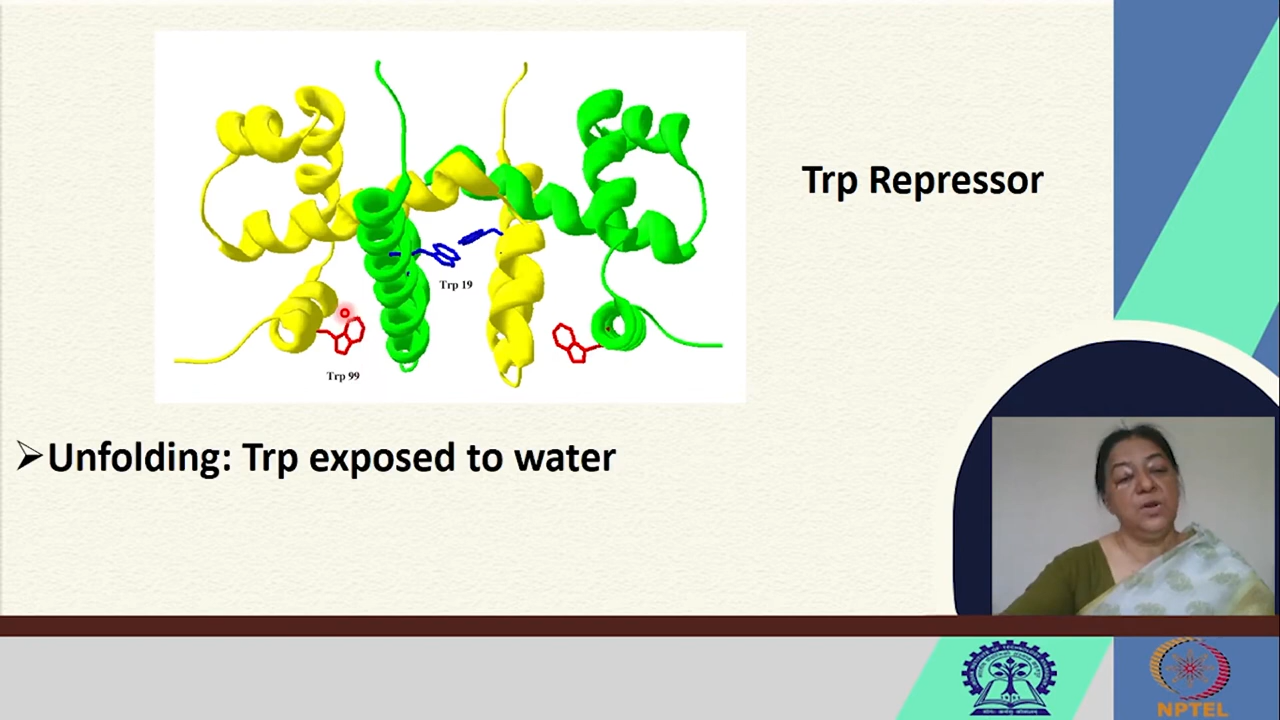 Trp Repressor
Trp 19
Trp 99
➢Unfolding: Trp exposed to water
NPTEL